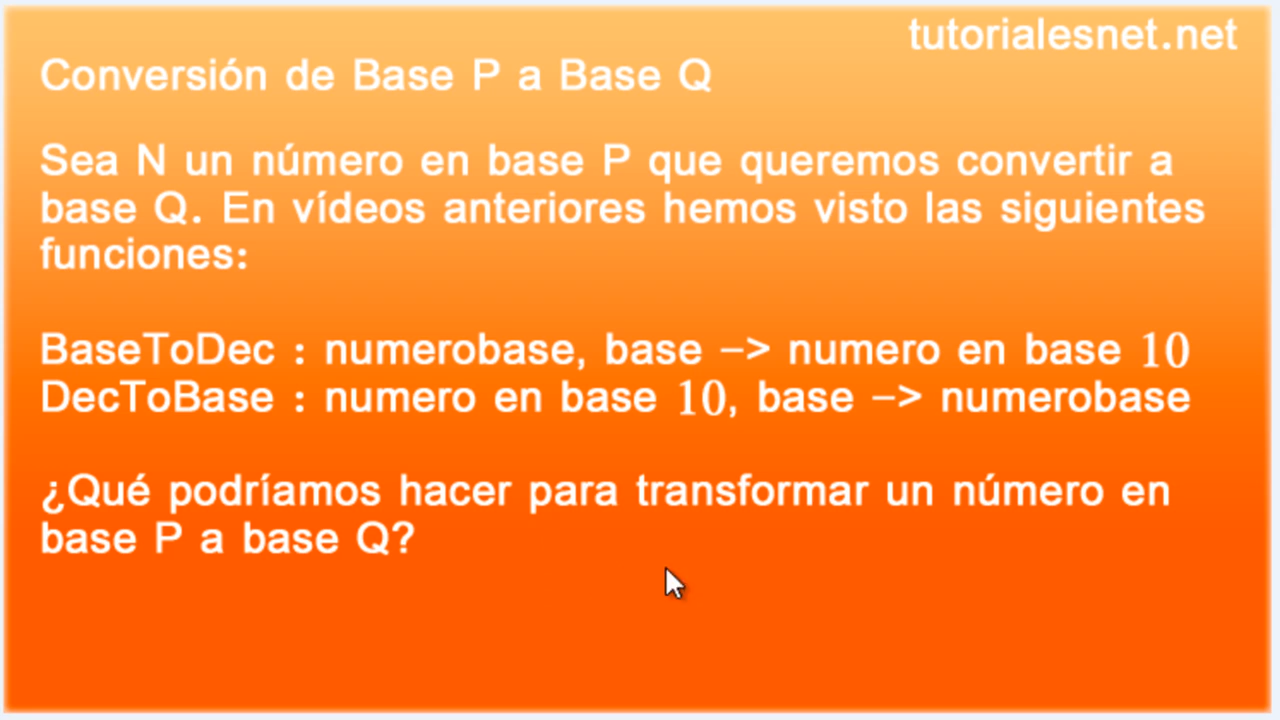 tutorialesnet.net
Conversión de Base P a Base Q
Sea N un número en base P que queremos convertir a
base Q. En vídeos anteriores hemos visto las siguientes
funciones:
BaseToDec : numerobase, base −> numero en base 10
DecToBase : numero en base 10, base −> numerobase
¿Qué podríamos hacer para transformar un número en
base P a base Q?